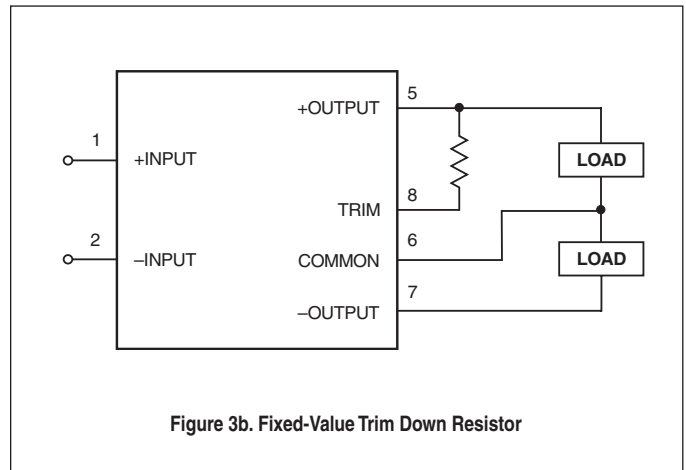 5
+OUTPUT
1
LOAD
+INPUT
8
TRIM
2
6
–INPUT
COMMON
LOAD
7
–OUTPUT
Figure 3b. Fixed-Value Trim Down Resistor